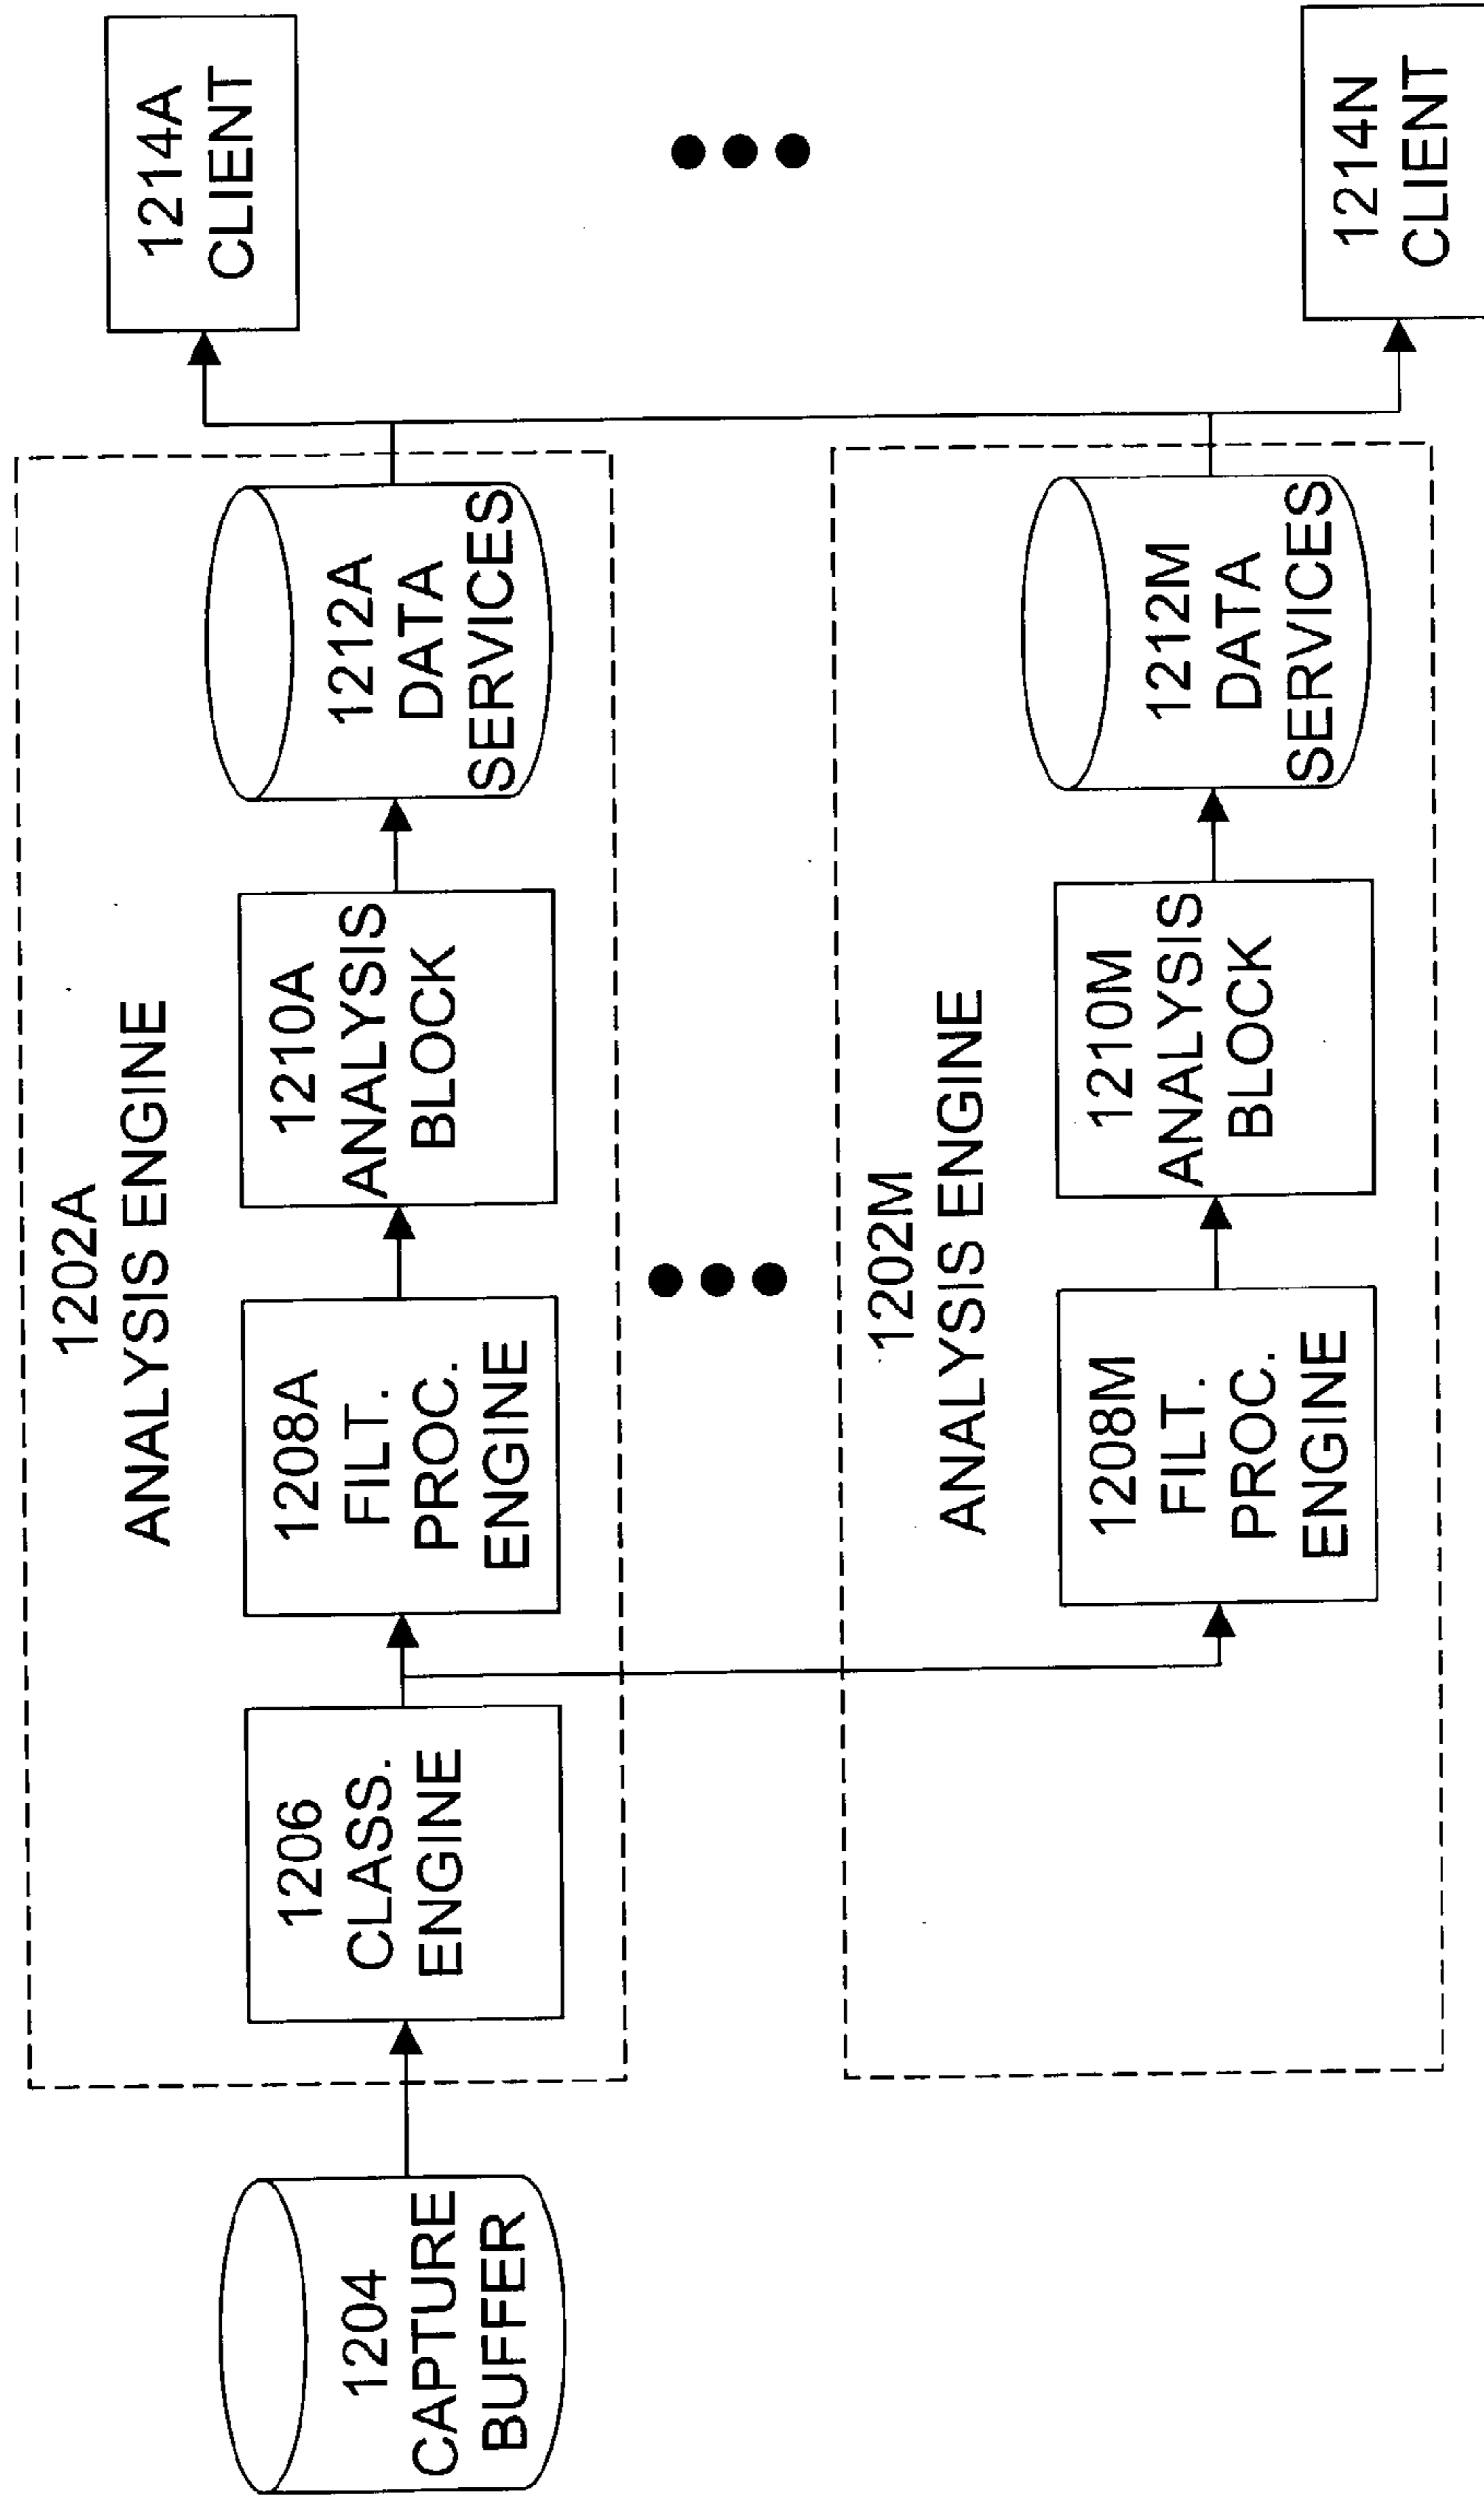 1202A
ANALYSIS ENGINE
1204
CAPTURE
BUFFER
1206
CLASS.
ENGINE
1208A
FILT.
PROC.
ENGINE
1210A
ANALYSIS
BLOCK
1212A
DATA
SERVICES
1214A
CLIENT
1202M
ANALYSIS ENGINE
1208M
FILT.
PROC.
ENGINE
1210M
ANALYSIS
BLOCK
1212M
DATA
SERVICES
1214N
CLIENT